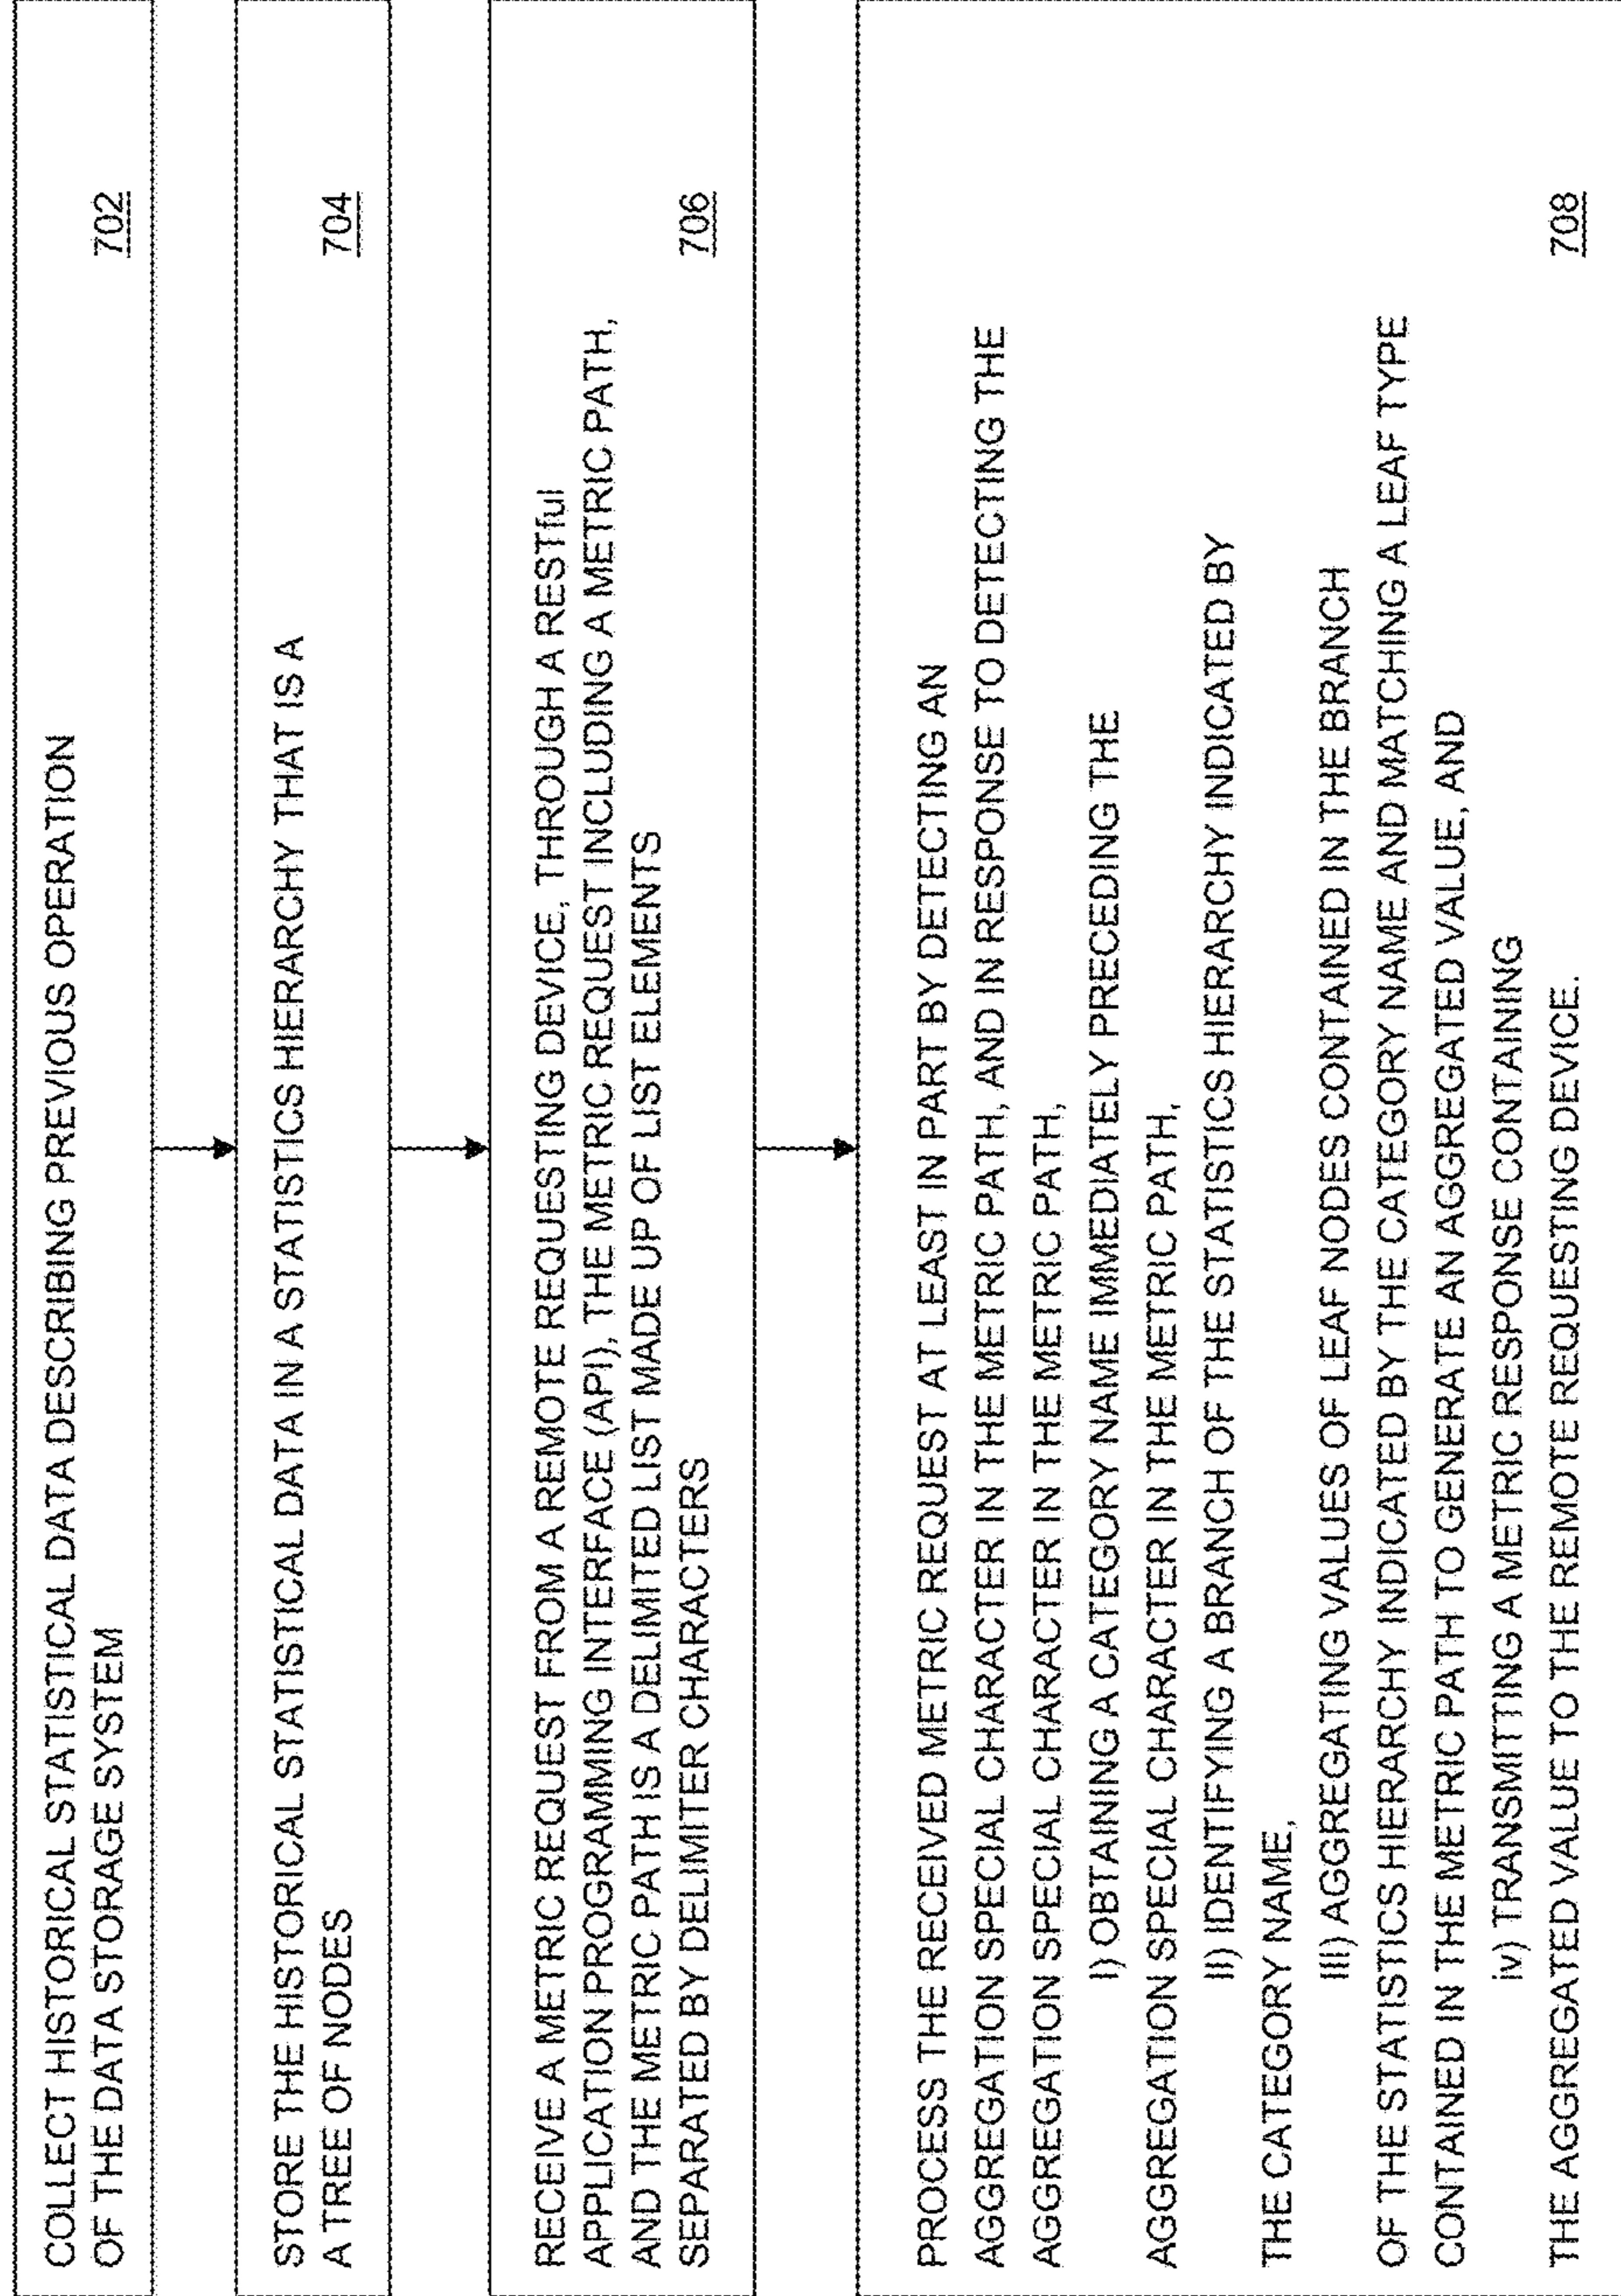 COLLECT HISTORICAL STATISTICAL DATA DESCRIBING PREVIOUS OPERATION
OF THE DATA STORAGE SYSTEM
702
STORE THE HISTORICAL STATISTICAL DATA IN A STATISTICS HIERARCHY THAT IS A
A TREE OF NODES
704
RECEIVE A METRIC REQUEST FROM A REMOTE REQUESTING DEVICE, THROUGH A RESTful
APPLICATION PROGRAMMING INTERFACE (API), THE METRIC REQUEST INCLUDING A METRIC PATH,
AND THE METRIC PATH IS A DELIMITED LIST MADE UP OF LIST ELEMENTS
SEPARATED BY DELIMITER CHARACTERS
706
PROCESS THE RECEIVED METRIC REQUEST AT LEAST IN PART BY DETECTING AN
AGGREGATION SPECIAL CHARACTER IN THE METRIC PATH, AND IN RESPONSE TO DETECTING THE
AGGREGATION SPECIAL CHARACTER IN THE METRIC PATH,
I) OBTAINING A CATEGORY NAME IMMEDIATELY PRECEDING THE
AGGREGATION SPECIAL CHARACTER IN THE METRIC PATH,
II) IDENTIFYING A BRANCH OF THE STATISTICS HIERARCHY INDICATED BY
THE CATEGORY NAME,
III) AGGREGATING VALUES OF LEAF NODES CONTAINED IN THE BRANCH
OF THE STATISTICS HIERARCHY INDICATED BY THE CATEGORY NAME AND MATCHING A LEAF TYPE
CONTAINED IN THE METRIC PATH TO GENERATE AN AGGREGATED VALUE, AND
iv) TRANSMITTING A METRIC RESPONSE CONTAINING
THE AGGREGATED VALUE TO THE REMOTE REQUESTING DEVICE.
708